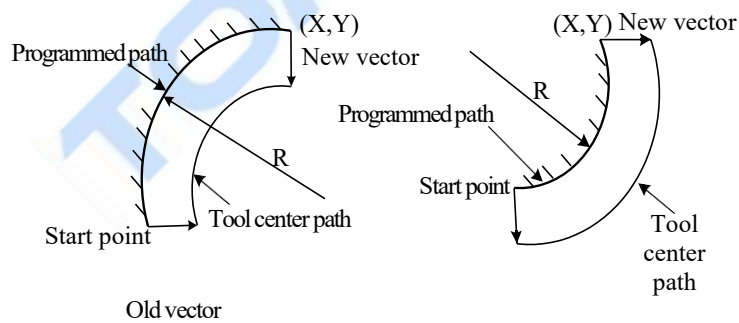 Programmed path
(X,Y)
New vector
R
Start point
Tool center path
Old vector
(X,Y) New vector
R
Programmed path
Start point
Tool
center
path